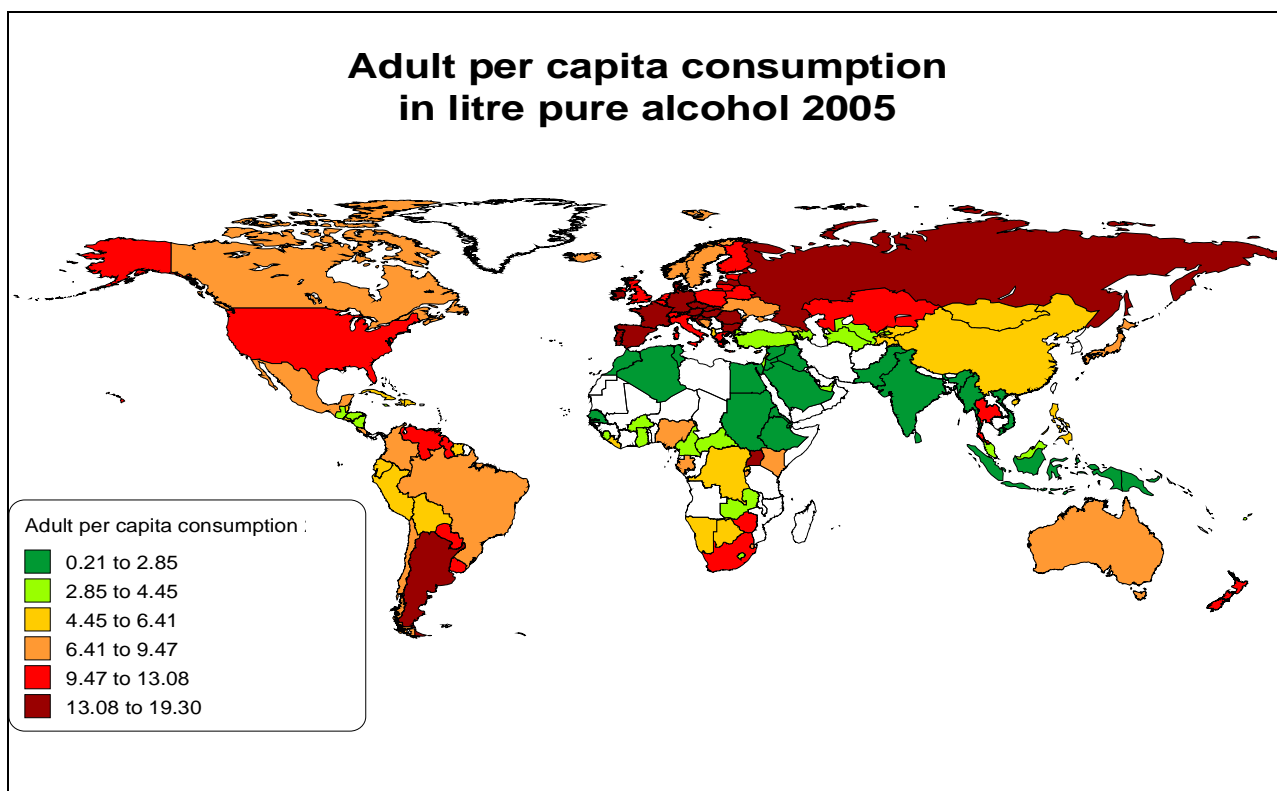 Adult per capita consumption
in litre pure alcohol 2005
Adult per capita consumption :
0.21 to 2.85
2.85 to 4.45
4.45 to 6.41
6.41 to 9.47
9.47 to 13.08
13.08 to 19.30